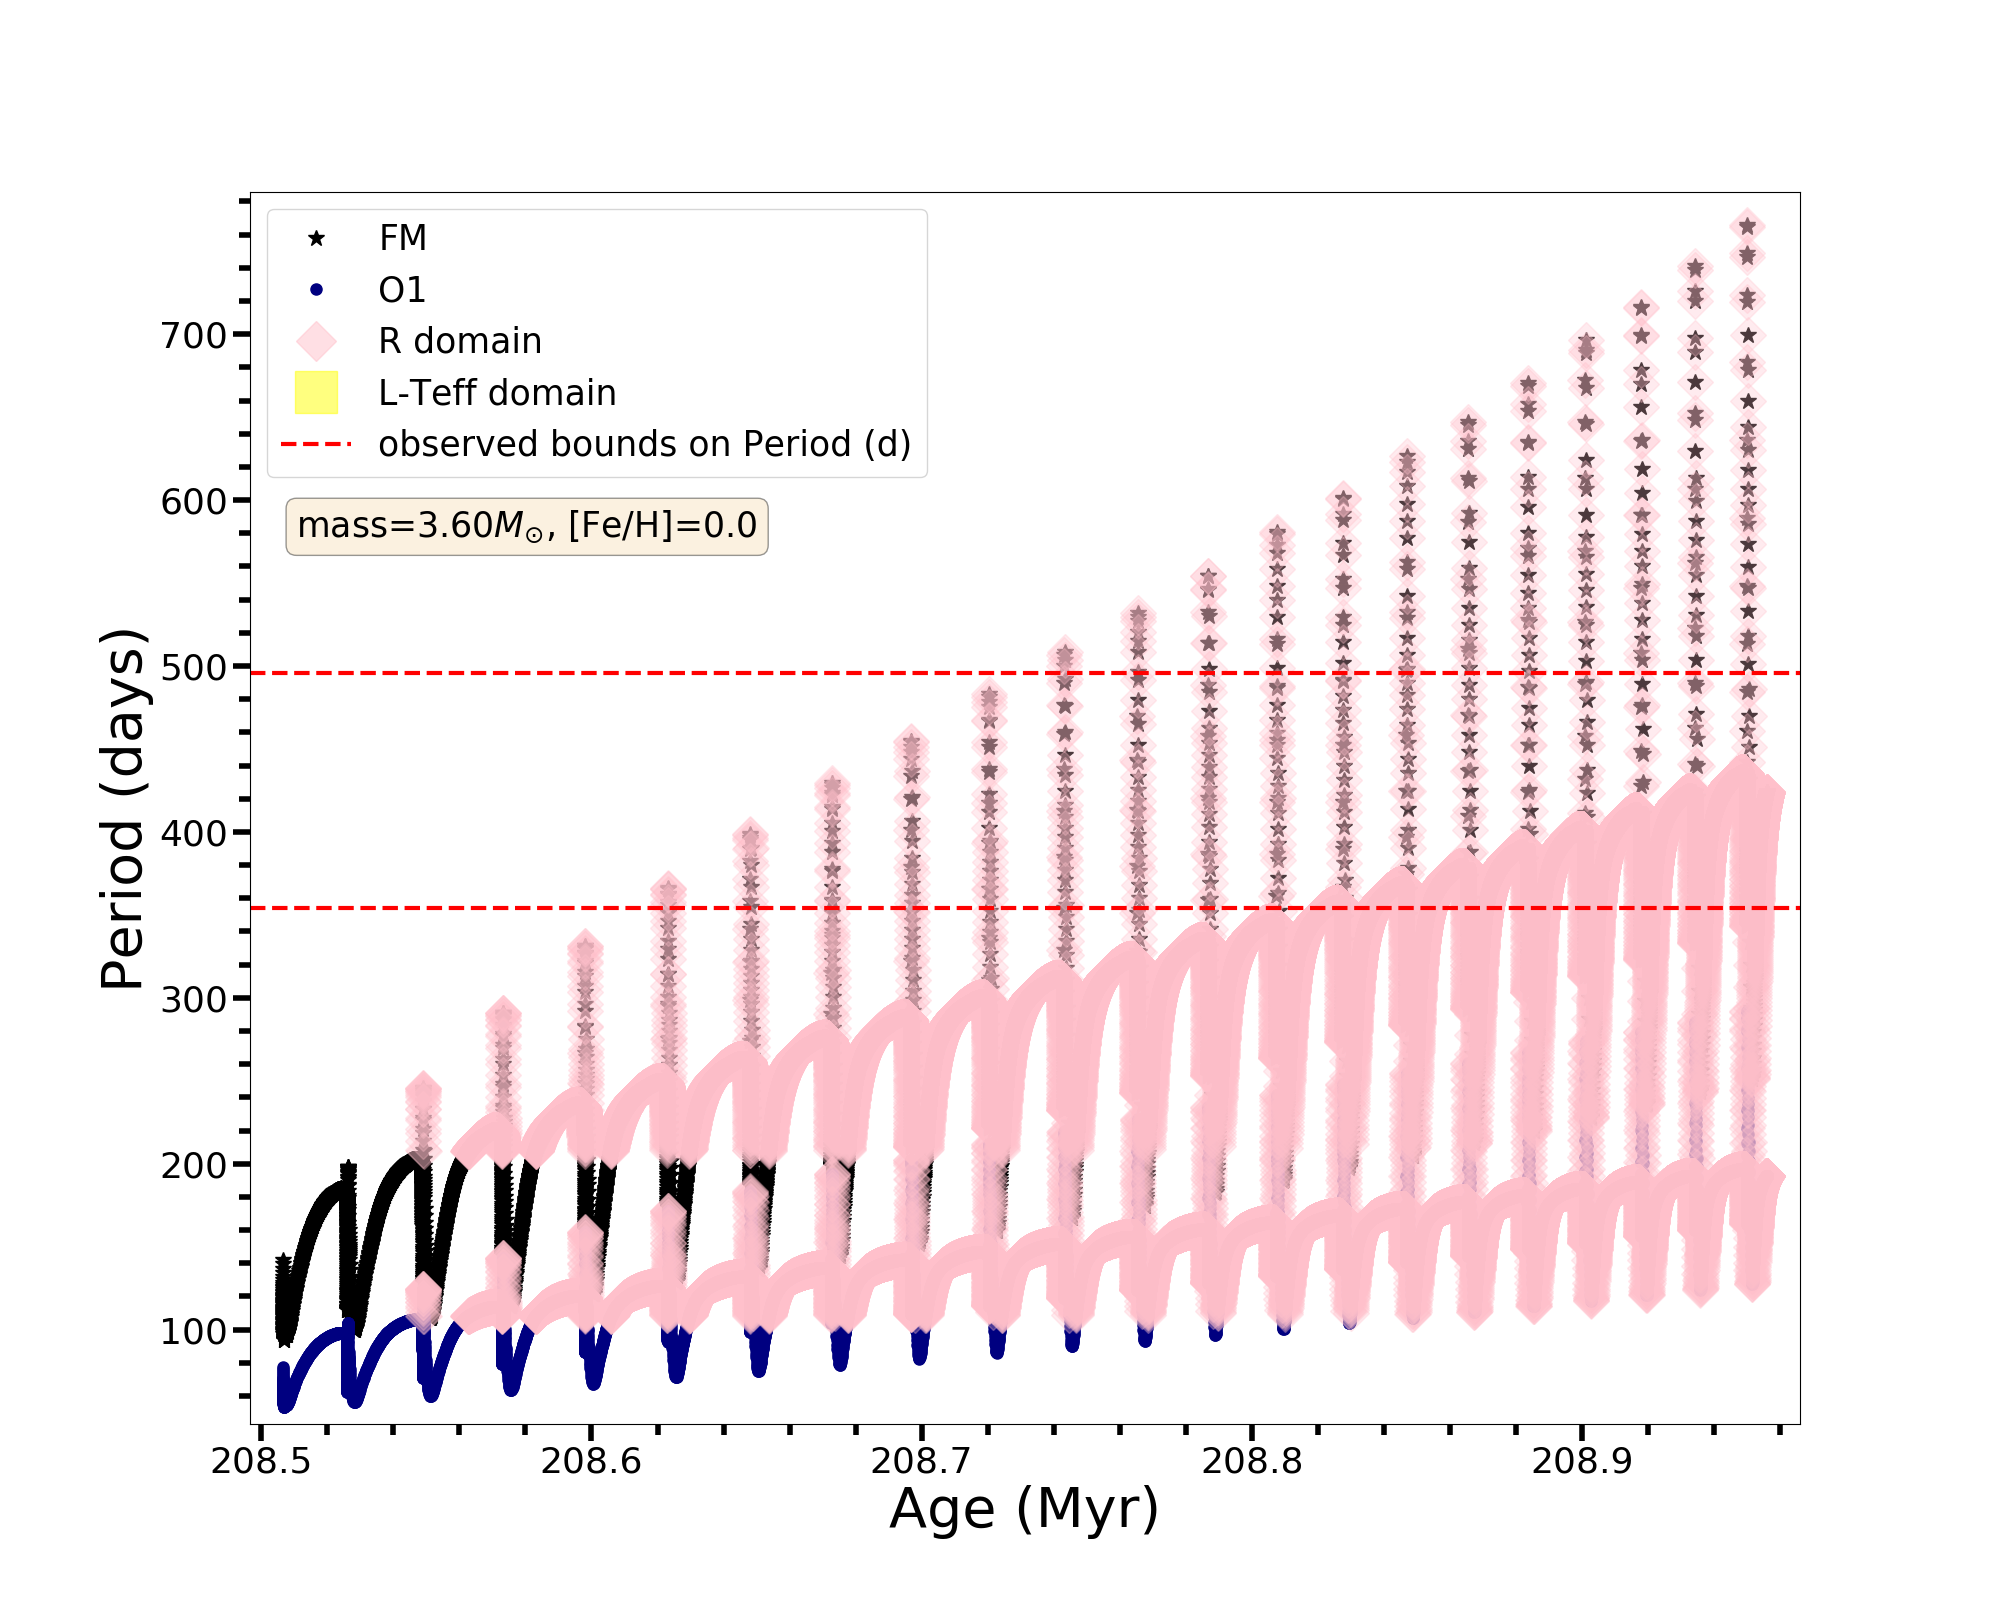 FM
O1
R domain
L-Teff domain
observed bounds on Period (d)
mass=3.60M⊙, [Fe/H]=0.0
Period (days)
700
600
500
400
300
200
100
208.5 208.6 208.7 208.8 208.9
Age (Myr)